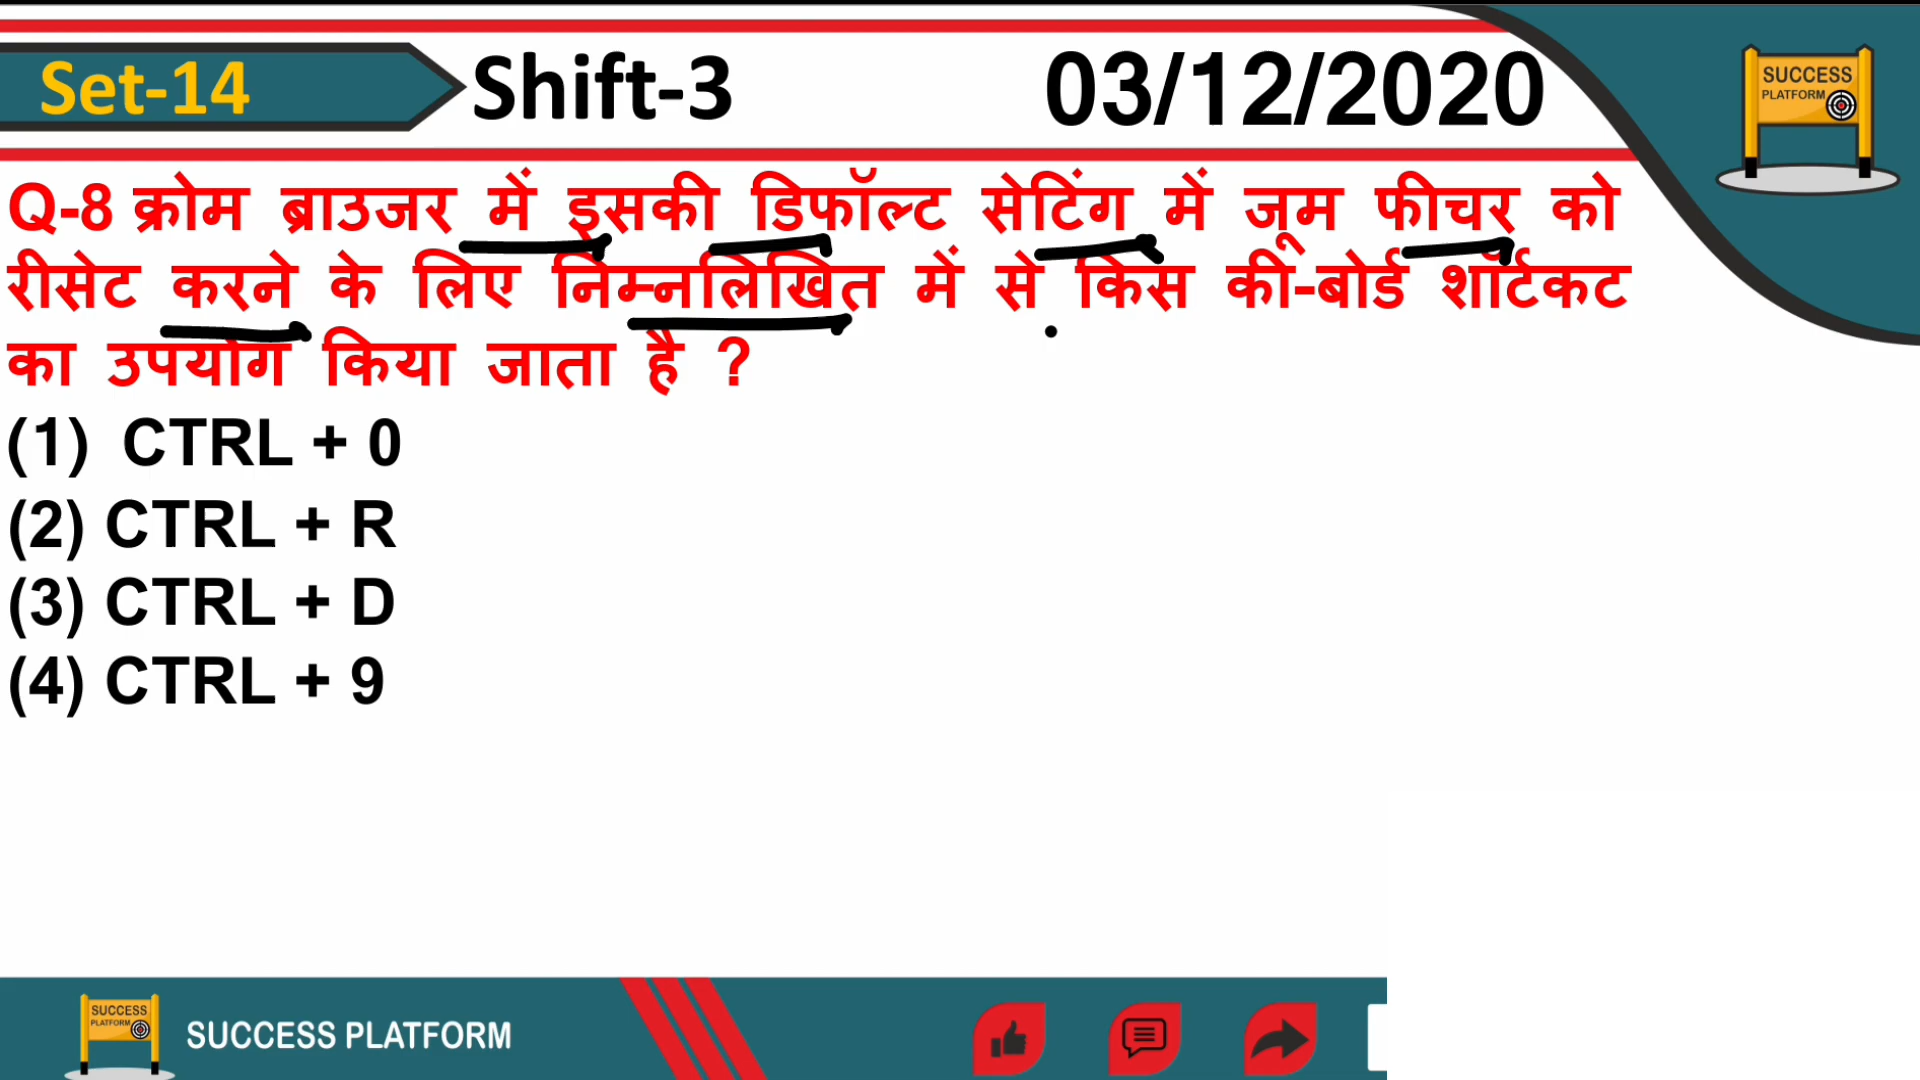 Set-14 Shift-3 03/12/2020
SUCCESS
PLATFORM
Q-8 क्रोम ब्राउजर में इसकी डिफॉल्ट सेटिंग में जूम फीचर को
रीसेट करने के लिए निम्नलिखित में से किस की-बोर्ड शॉर्टकट
का उपयोग किया जाता है ?
(1) CTRL + 0
(2) CTRL + R
(3) CTRL + D
(4) CTRL + 9
SUCCESS
PLATFORM
SUCCESS PLATFORM